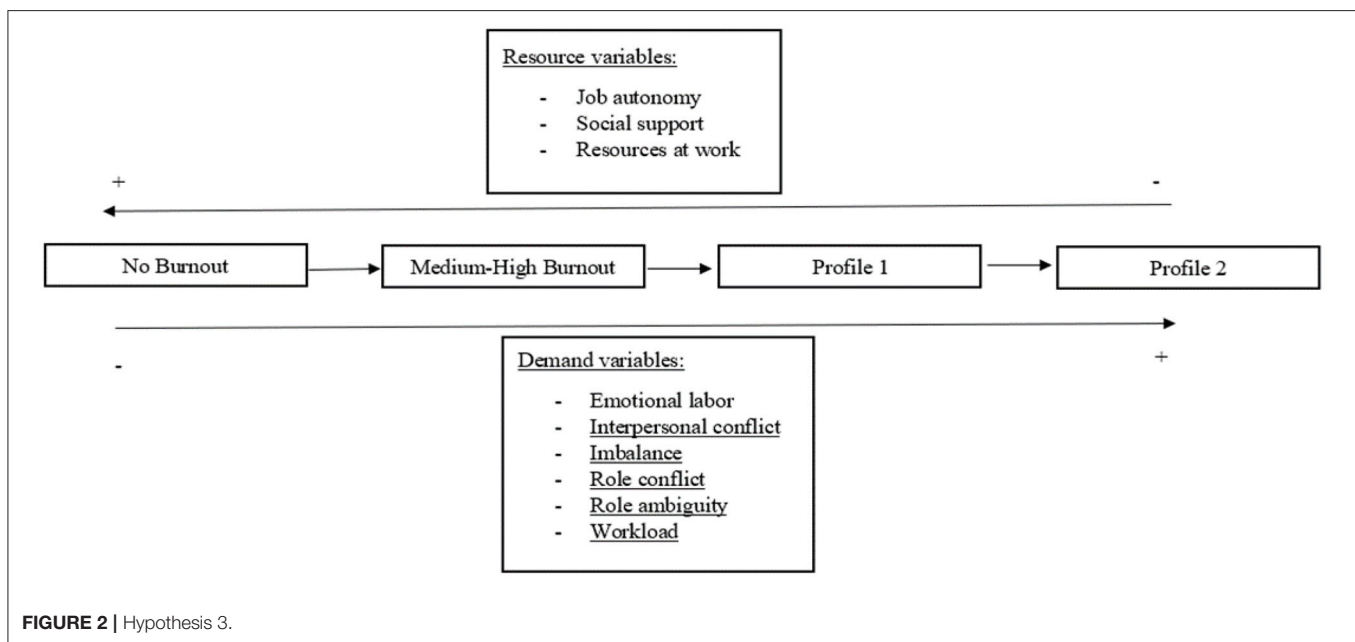 Resource variables:
- Job autonomy
- Social support
- Resources at work
+
-
No Burnout
Medium-High Burnout
Profile 1
Profile 2
-
+
Demand variables:
- Emotional labor
- Interpersonal conflict
- Imbalance
- Role conflict
- Role ambiguity
- Workload
FIGURE 2 | Hypothesis 3.